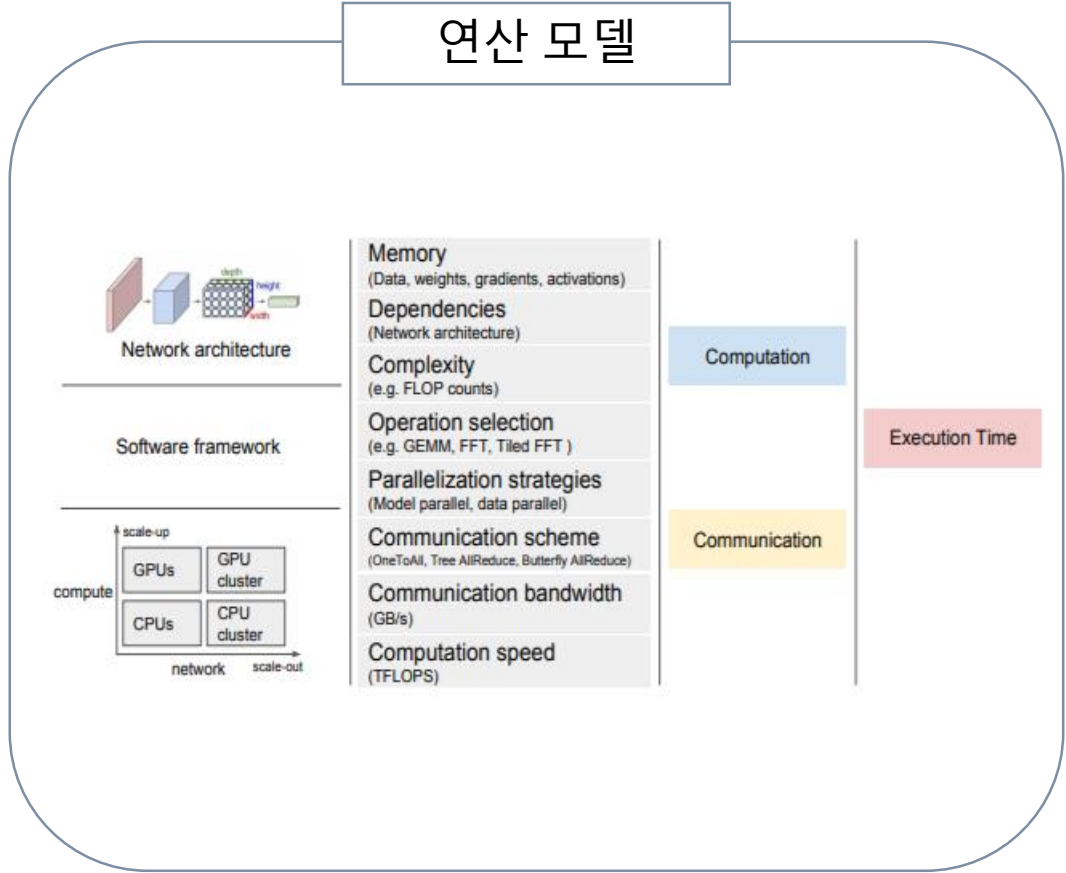 연산 모델
depth
height
width
Network architecture
Software framework
scale-up
GPUs
GPU
cluster
compute
CPUs
CPU
cluster
network
scale-out
Memory
(Data, weights, gradients, activations)
Dependencies
(Network architecture)
Complexity
(e.g. FLOP counts)
Operation selection
(e.g. GEMM, FFT, Tiled FFT )
Parallelization strategies
(Model parallel, data parallel)
Communication scheme
(OneToAll, Tree AllReduce, Butterfly AllReduce)
Communication bandwidth
(GB/s)
Computation speed
(TFLOPS)
Computation
Communication
Execution Time